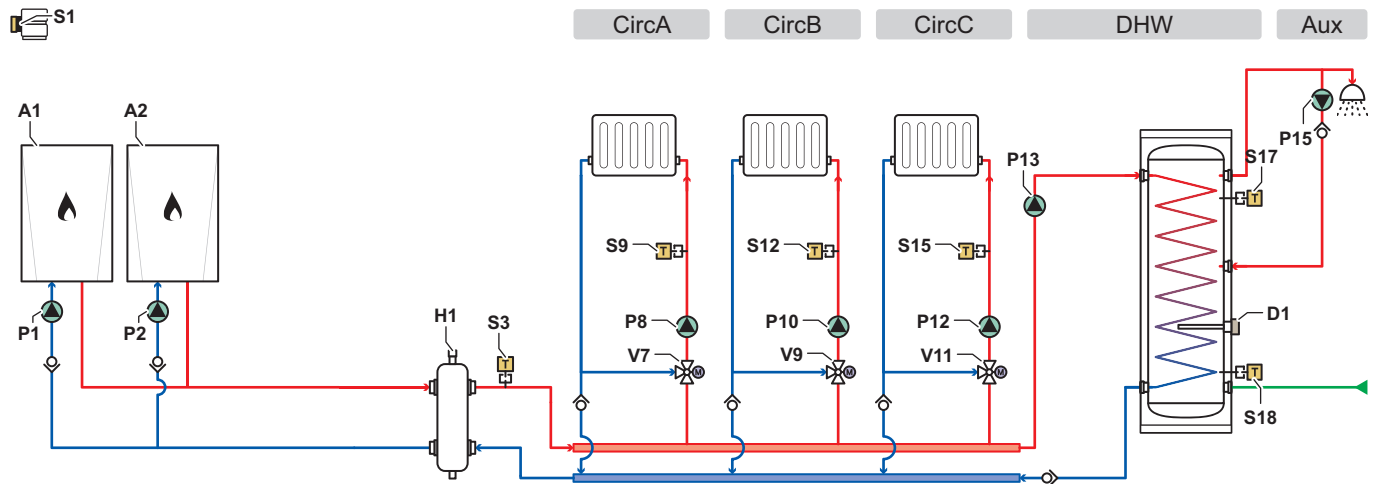 S1
CircA CircB CircC DHW Aux
A1 A2
P15
P13 S17
S9 S12 S15
P1 P2 H1 S3 P8 P10 P12 D1
V7 V9 V11
S18
T T T T T T
M M M